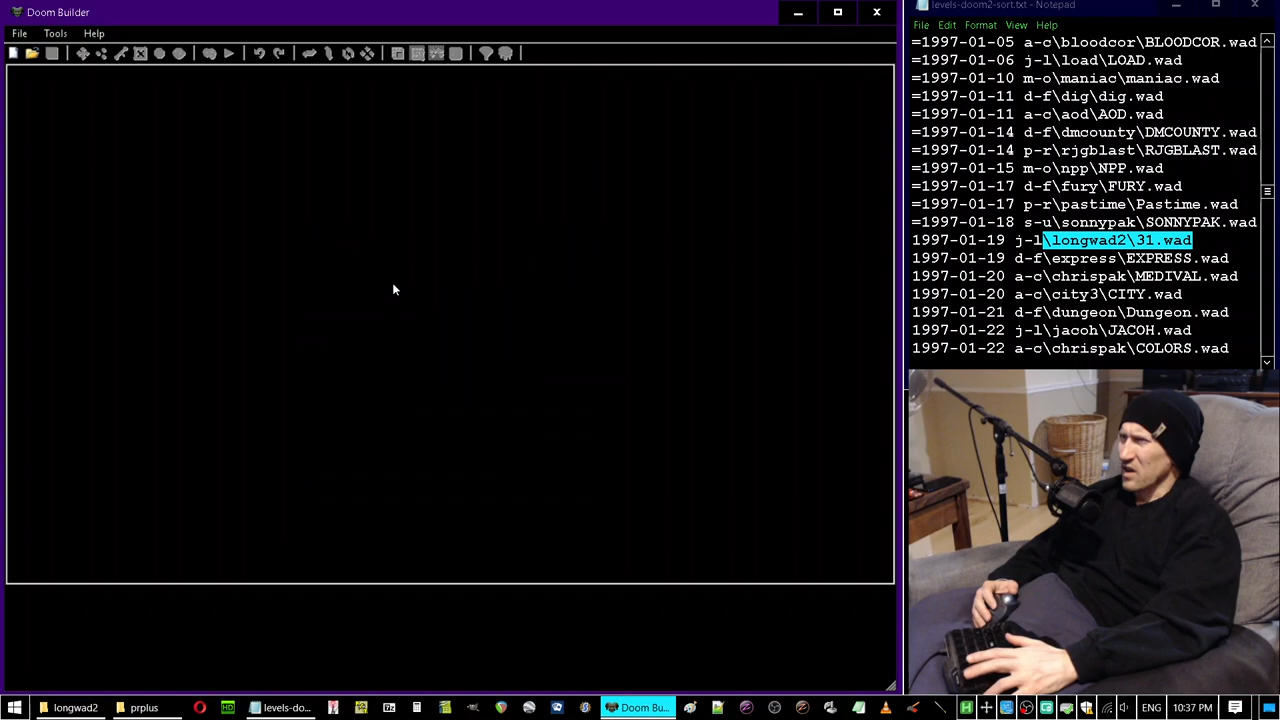 Doom Builder
File Tools Help
levels-doom2-sort.txt - Notepad
File Edit Format View Help
=1997-01-05 a-c\bloodcor\BLOODCOR.wad
=1997-01-06 j-l\load\LOAD.wad
=1997-01-10 m-o\maniac\maniac.wad
=1997-01-11 d-f\dig\dig.wad
=1997-01-11 a-c\aod\AOD.wad
=1997-01-14 d-f\dmcounty\DMCOUNTY.wad
=1997-01-14 p-r\rjgblast\RJGBLAST.wad
=1997-01-15 m-o\npp\NPP.wad
=1997-01-17 d-f\fury\FURY.wad
=1997-01-17 p-r\pastime\Pastime.wad
=1997-01-18 s-u\sonnypak\SONNYPAK.wad
1997-01-19 j-l\longwad2\31.wad
1997-01-19 d-f\express\EXPRESS.wad
1997-01-20 a-c\chrispak\MEDIVAL.wad
1997-01-20 a-c\city3\CITY.wad
1997-01-21 d-f\dungeon\Dungeon.wad
1997-01-22 j-l\jacoh\JACOH.wad
1997-01-22 a-c\chrispak\COLORS.wad
longwad2 prplus HD levels-do... Doom Bu... ENG 10:37 PM